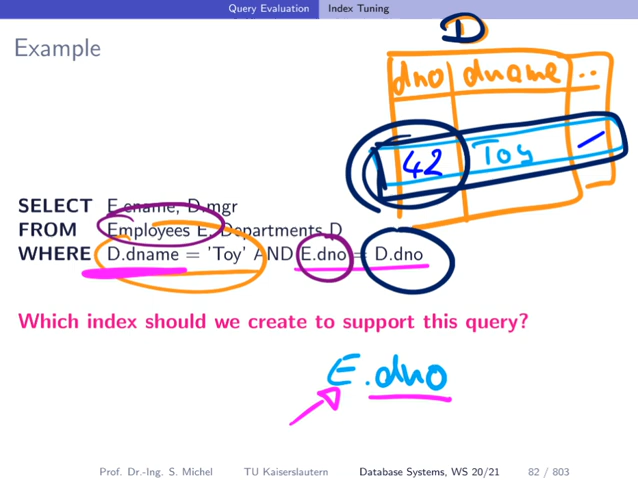 Query Evaluation Index Tuning
Example
D
dno dname ..
42 Toy
SELECT E.ename, D.mgr
FROM Employees E, Departments D
WHERE D.dname = 'Toy' AND E.dno = D.dno
Which index should we create to support this query?
E.dno
Prof. Dr.-Ing. S. Michel TU Kaiserslautern Database Systems, WS 20/21 82 / 803